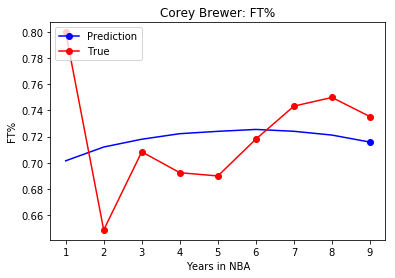 Corey Brewer: FT%
Prediction
True
0.80
0.78
0.76
0.74
0.72
0.70
0.68
0.66
FT%
1 2 3 4 5 6 7 8 9
Years in NBA